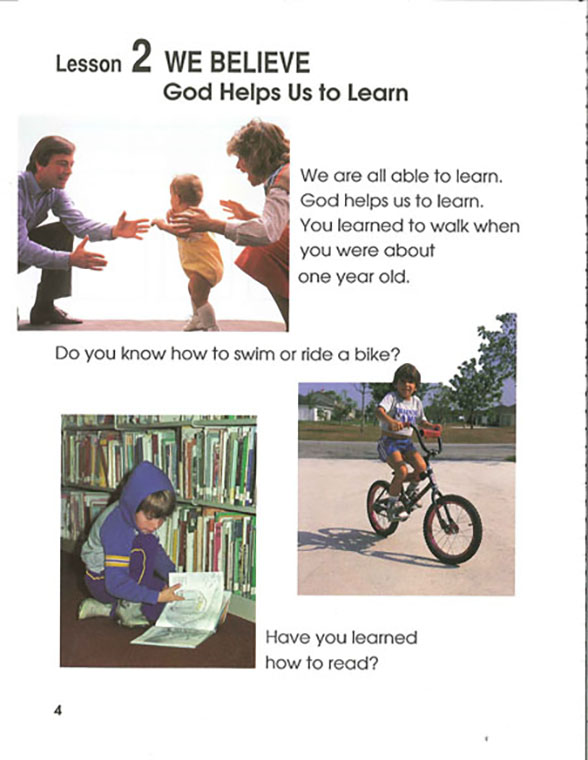 Lesson 2 WE BELIEVE
God Helps Us to Learn
We are all able to learn.
God helps us to learn.
You learned to walk when
you were about
one year old.
Do you know how to swim or ride a bike?
Have you learned
how to read?
4